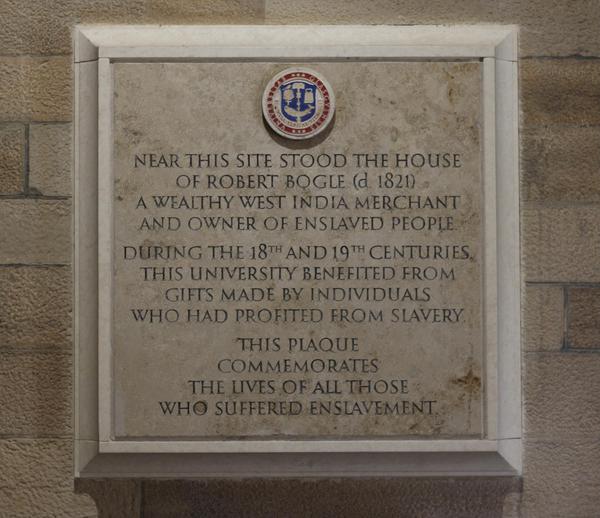 NEAR THIS SITE STOOD THE HOUSE
OF ROBERT BOGLE (d. 1821)
A WEALTHY WEST INDIA MERCHANT
AND OWNER OF ENSLAVED PEOPLE.
DURING THE 18TH AND 19TH CENTURIES,
THIS UNIVERSITY BENEFITED FROM
GIFTS MADE BY INDIVIDUALS
WHO HAD PROFITED FROM SLAVERY.
THIS PLAQUE
COMMEMORATES
THE LIVES OF ALL THOSE
WHO SUFFERED ENSLAVEMENT.